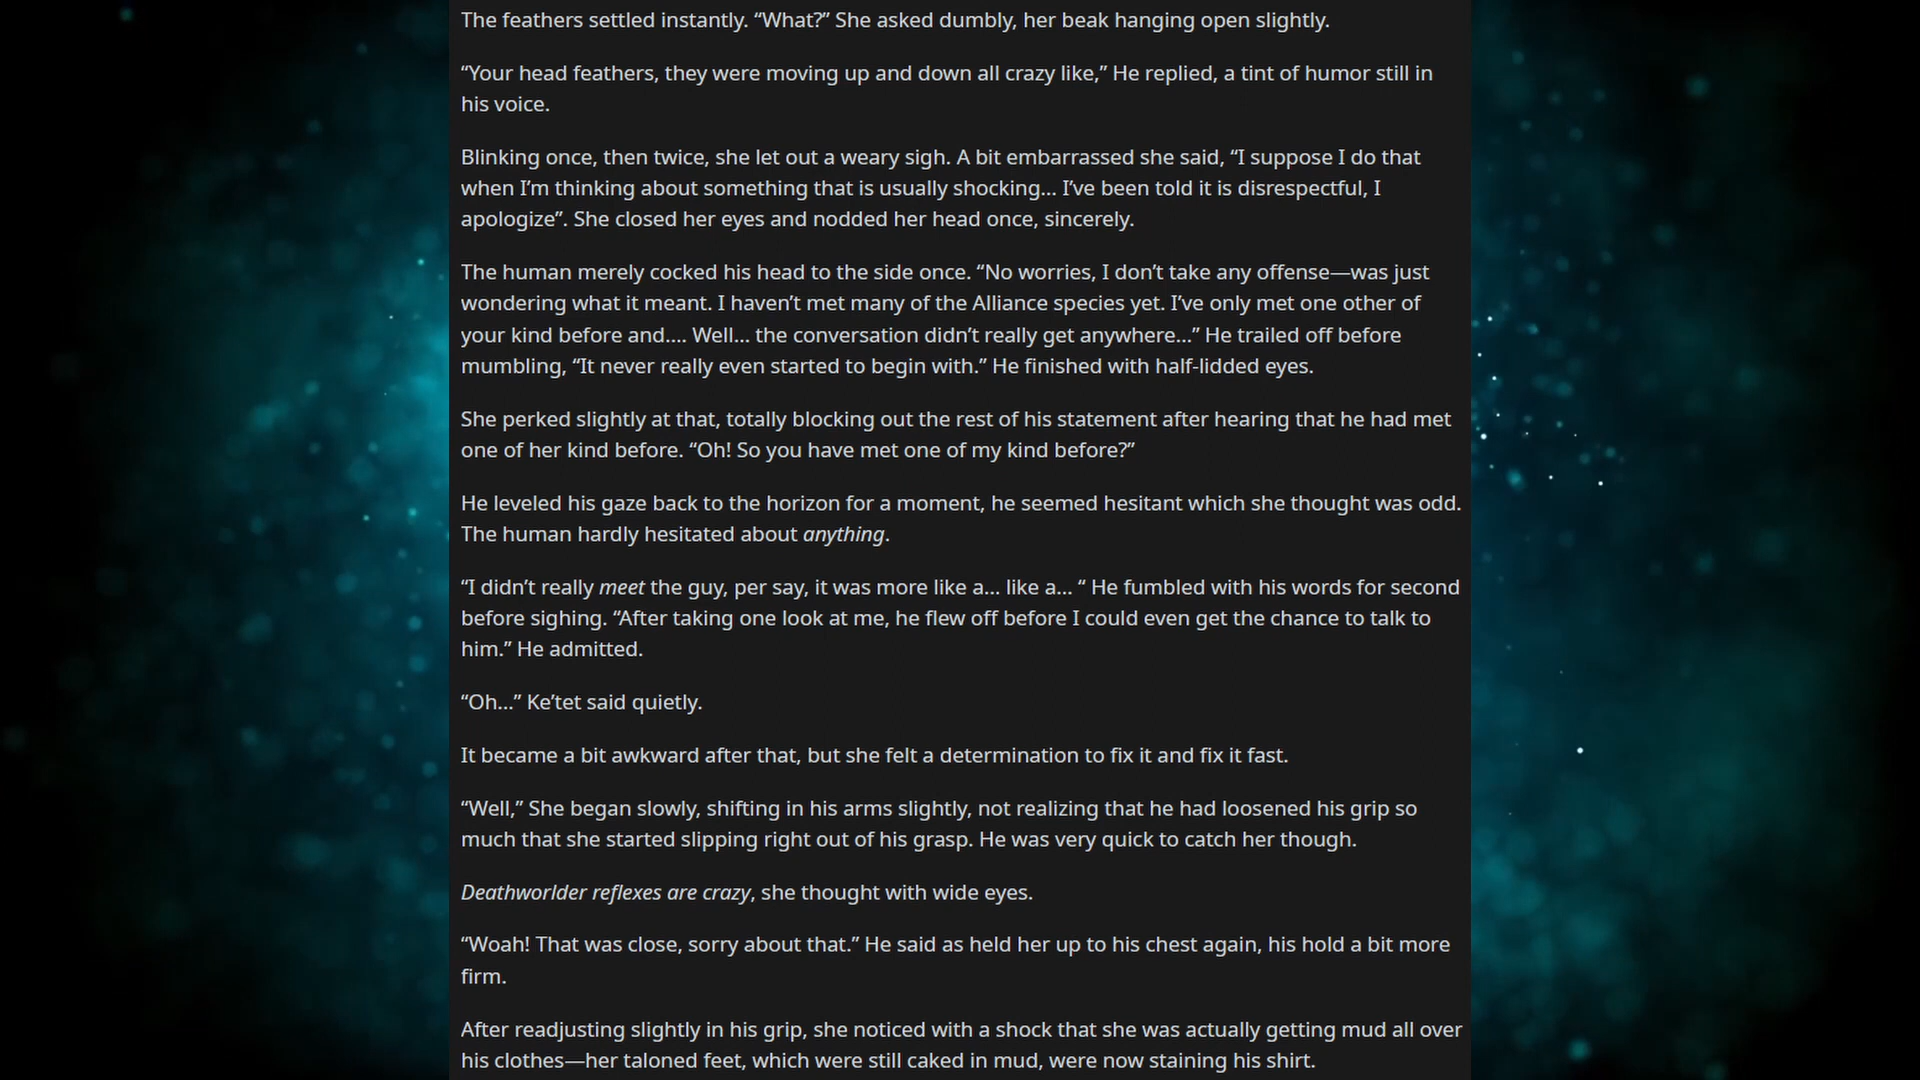 The feathers settled instantly. “What?” She asked dumbly, her beak hanging open slightly.
“Your head feathers, they were moving up and down all crazy like,” He replied, a tint of humor still in
his voice.
Blinking once, then twice, she let out a weary sigh. A bit embarrassed she said, “I suppose I do that
when I’m thinking about something that is usually shocking... I’ve been told it is disrespectful, I
apologize”. She closed her eyes and nodded her head once, sincerely.
The human merely cocked his head to the side once. “No worries, I don’t take any offense—was just
wondering what it meant. I haven’t met many of the Alliance species yet. I’ve only met one other of
your kind before and.... Well... the conversation didn’t really get anywhere...” He trailed off before
mumbling, “It never really even started to begin with.” He finished with half-lidded eyes.
She perked slightly at that, totally blocking out the rest of his statement after hearing that he had met
one of her kind before. “Oh! So you have met one of my kind before?”
He leveled his gaze back to the horizon for a moment, he seemed hesitant which she thought was odd.
The human hardly hesitated about anything.
“I didn’t really meet the guy, per say, it was more like a... like a... “ He fumbled with his words for second
before sighing. “After taking one look at me, he flew off before I could even get the chance to talk to
him.” He admitted.
“Oh...” Ke’tet said quietly.
It became a bit awkward after that, but she felt a determination to fix it and fix it fast.
“Well,” She began slowly, shifting in his arms slightly, not realizing that he had loosened his grip so
much that she started slipping right out of his grasp. He was very quick to catch her though.
Deathworlder reflexes are crazy, she thought with wide eyes.
“Woah! That was close, sorry about that.” He said as held her up to his chest again, his hold a bit more
firm.
After readjusting slightly in his grip, she noticed with a shock that she was actually getting mud all over
his clothes—her taloned feet, which were still caked in mud, were now staining his shirt.